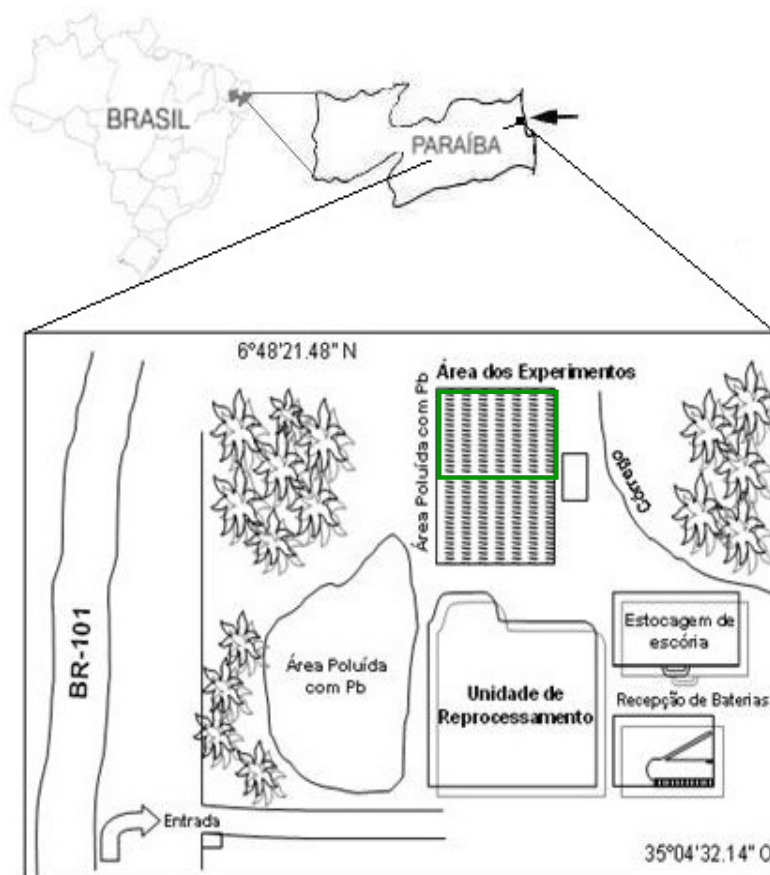 BRASIL
PARAÍBA
6°48'21.48" N
Área dos Experimentos
Área Poluída com Pb
Córrego
BR-101
Área Poluída
com Pb
Unidade de
Reprocessamento
Estocagem de
escória
Recepção de Baterias
Entrada
35°04'32.14" O